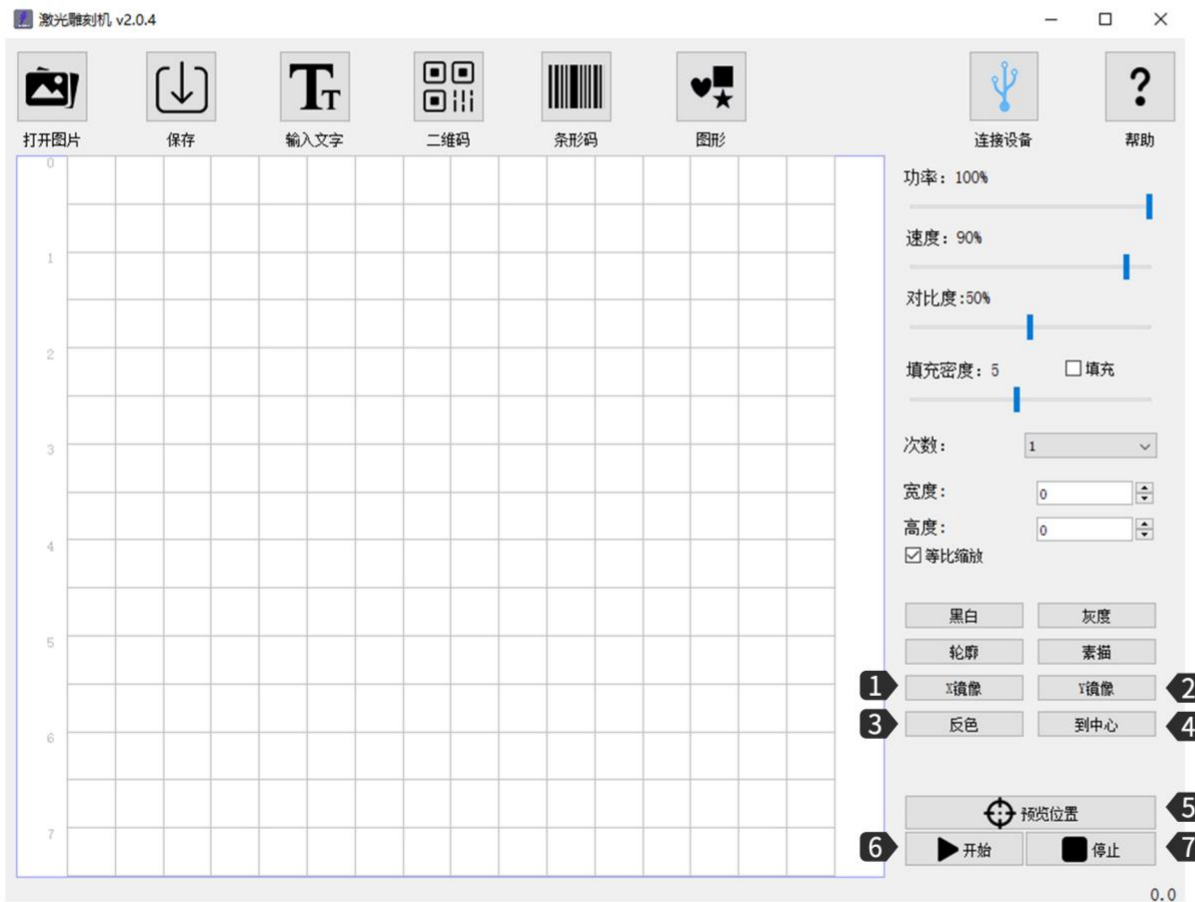 激光雕刻机 v2.0.4
打开图片 保存 输入文字 二维码 条形码 图形 连接设备 帮助
0
1
2
3
4
5
6
7
功率：100%
速度：90%
对比度:50%
填充密度：5 填充
次数： 1
宽度： 0
高度： 0
等比缩放
黑白 灰度
轮廓 素描
1 X镜像 Y镜像 2
3 反色 到中心 4
预览位置 5
6 开始 停止 7
0.0